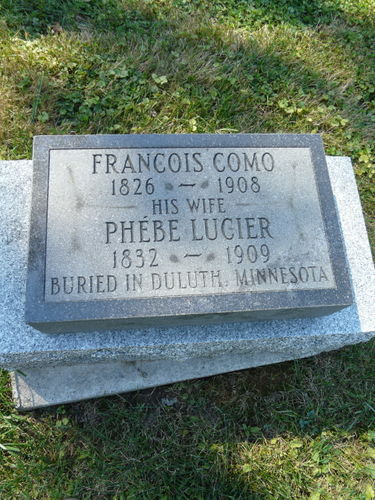 FRANCOIS COMO
1826 ~ 1908
HIS WIFE
PHÉBE LUCIER
1832 ~ 1909
BURIED IN DULUTH, MINNESOTA